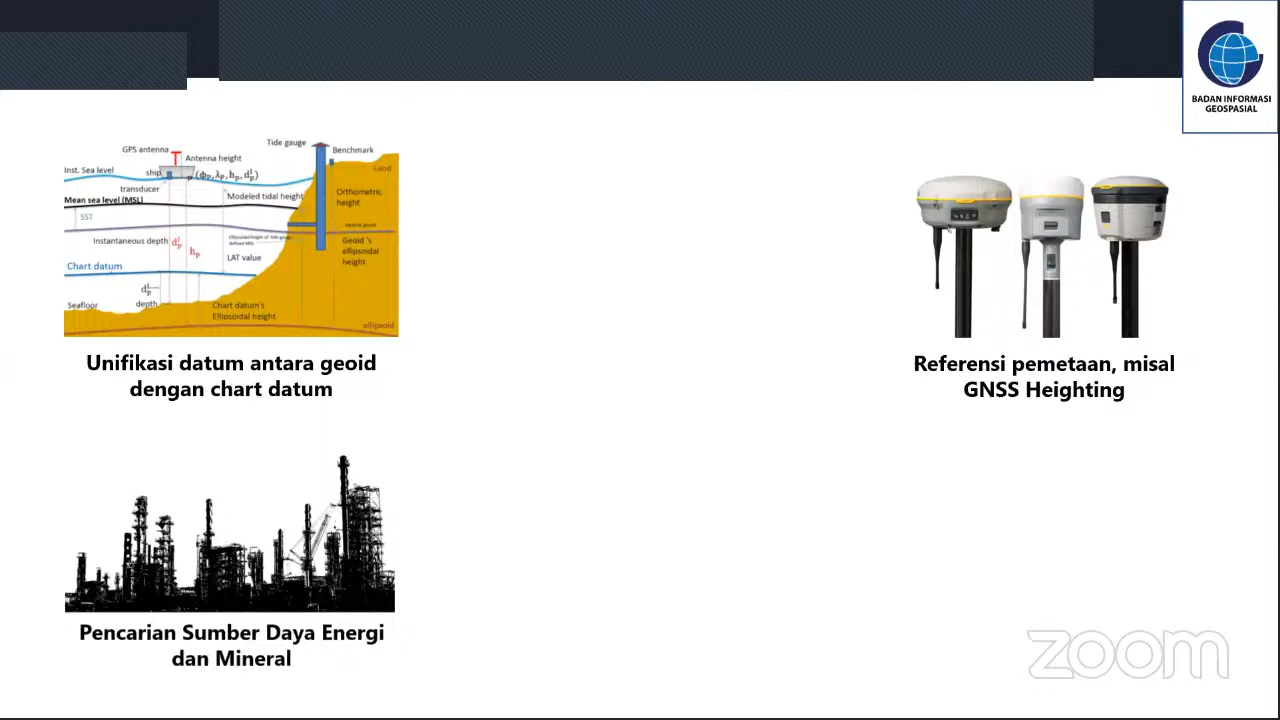 BADAN INFORMASI
GEOSPASIAL
GPS antenna
Tide gauge
Benchmark
Antenna height
Inst. Sea level
ship
Land
transducer
Modeled tidal height
Orthometric
height
Mean sea level (MSL)
SST
Instantaneous depth
Geoid 's
ellipsoidal
height
LAT value
Chart datum
Seafloor
depth
Chart datum's
Ellipsoidal height
ellipsoid
Unifikasi datum antara geoid
dengan chart datum
Referensi pemetaan, misal
GNSS Heighting
Pencarian Sumber Daya Energi
dan Mineral
zoom